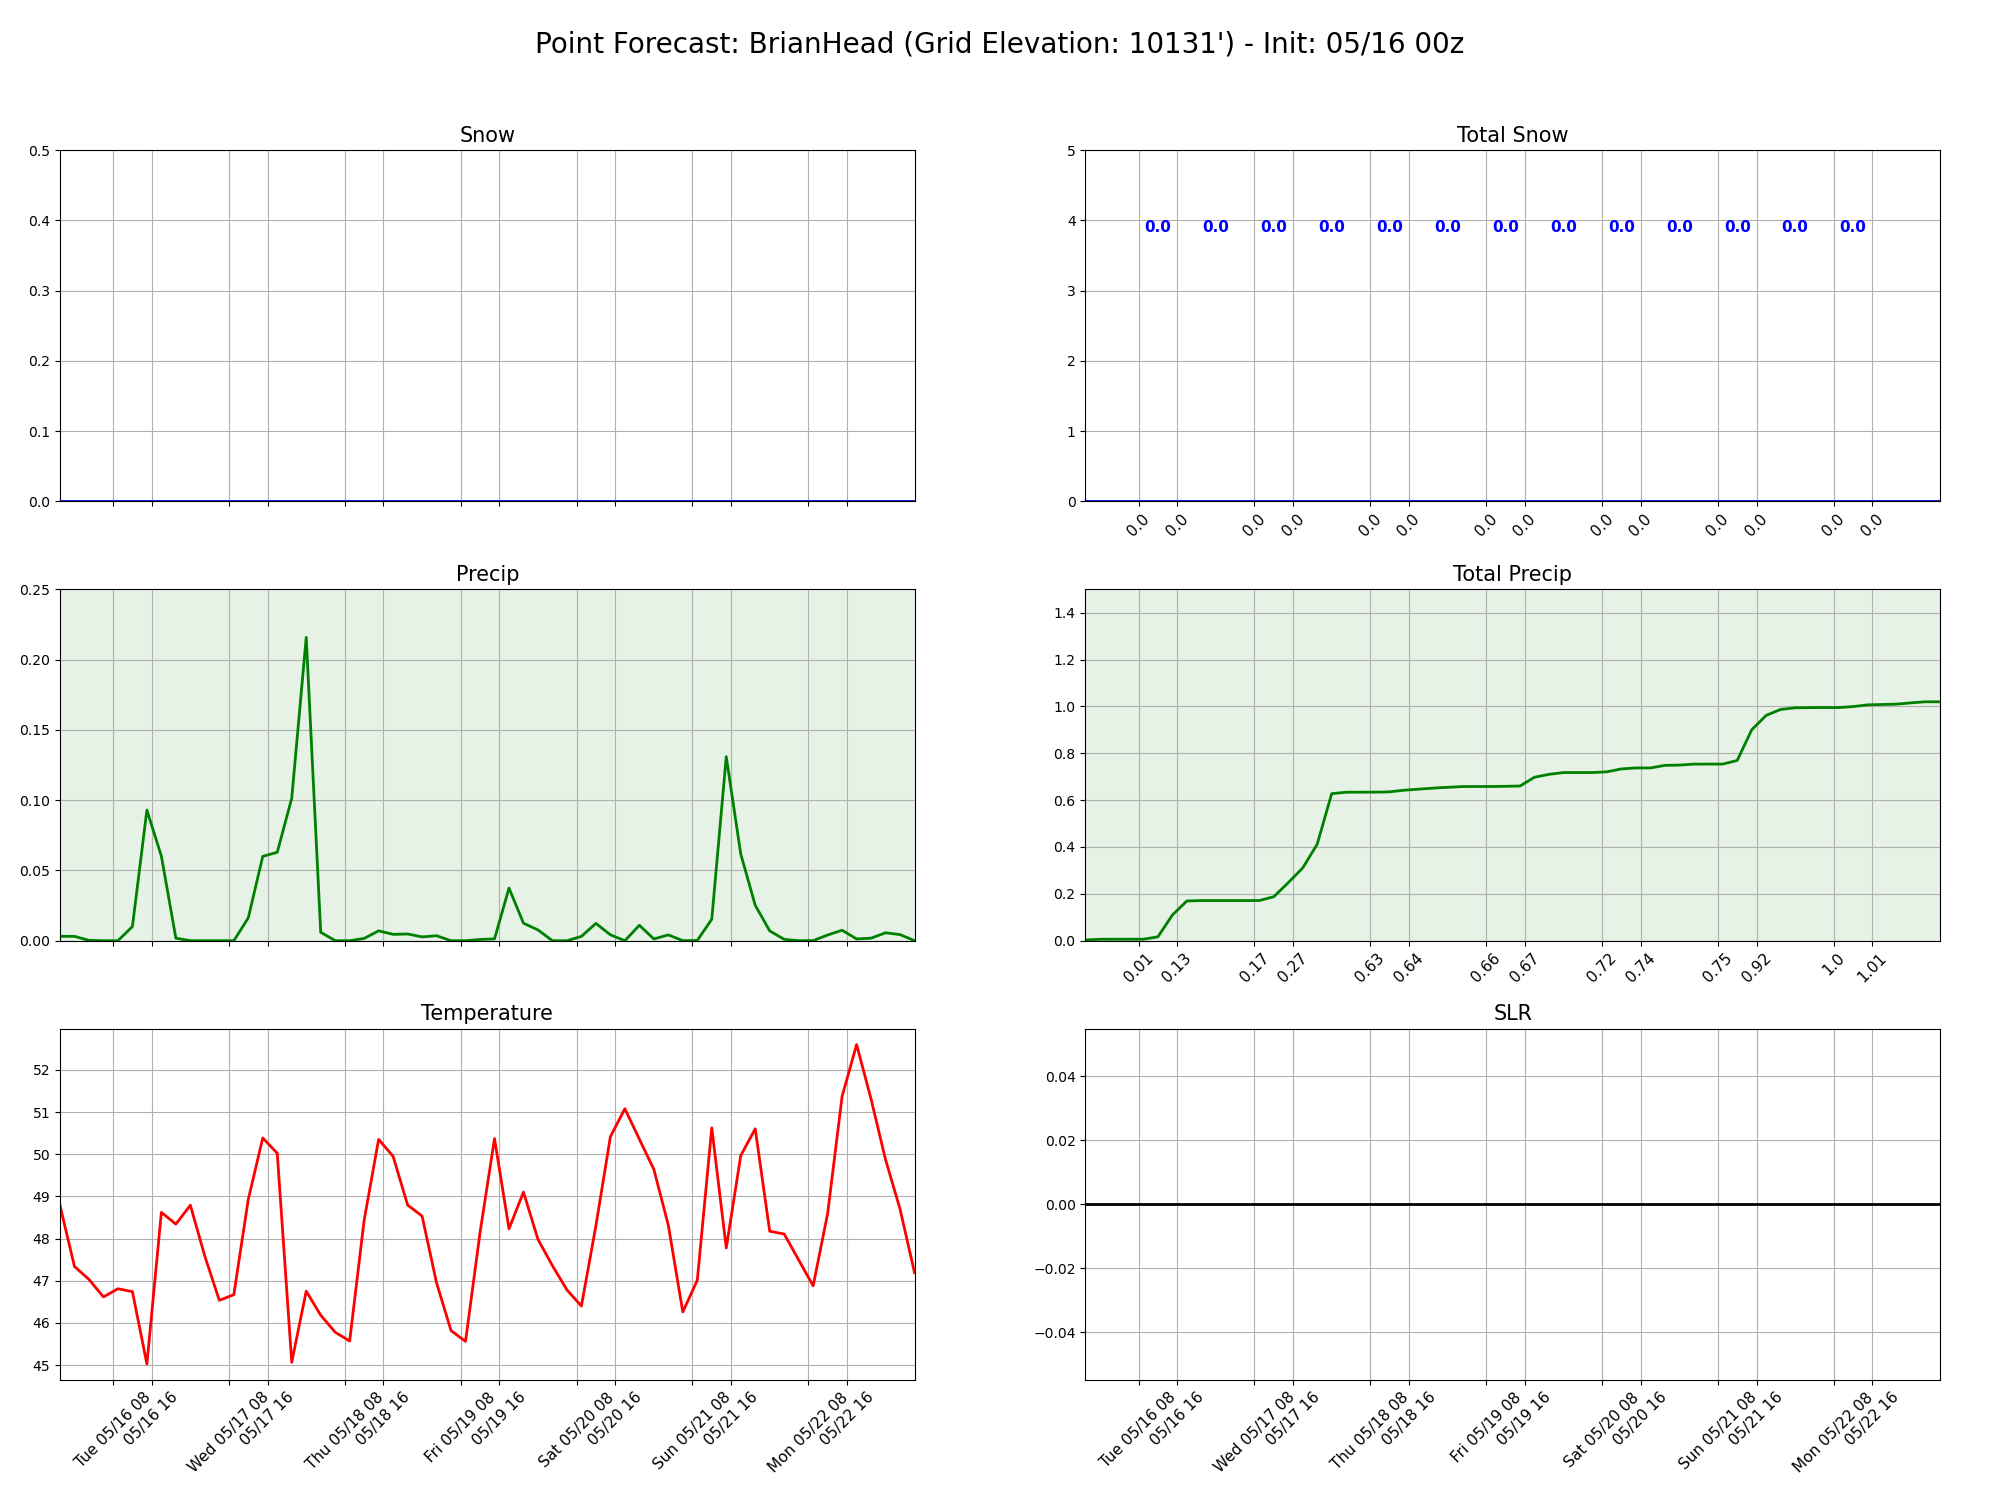 Point Forecast: BrianHead (Grid Elevation: 10131') - Init: 05/16 00z
Snow
0.5
0.4
0.3
0.2
0.1
0.0
Total Snow
5
4
3
2
1
0
0.0 0.0 0.0 0.0 0.0 0.0 0.0 0.0 0.0 0.0 0.0 0.0 0.0
0.0 0.0 0.0 0.0 0.0 0.0 0.0 0.0 0.0 0.0 0.0 0.0 0.0 0.0
Precip
0.25
0.20
0.15
0.10
0.05
0.00
Total Precip
1.4
1.2
1.0
0.8
0.6
0.4
0.2
0.0
0.01 0.13 0.17 0.27 0.63 0.64 0.66 0.67 0.72 0.74 0.75 0.92 1.0 1.01
Temperature
52
51
50
49
48
47
46
45
Tue 05/16 08
05/16 16
Wed 05/17 08
05/17 16
Thu 05/18 08
05/18 16
Fri 05/19 08
05/19 16
Sat 05/20 08
05/20 16
Sun 05/21 08
05/21 16
Mon 05/22 08
05/22 16
SLR
0.04
0.02
0.00
−0.02
−0.04
Tue 05/16 08
05/16 16
Wed 05/17 08
05/17 16
Thu 05/18 08
05/18 16
Fri 05/19 08
05/19 16
Sat 05/20 08
05/20 16
Sun 05/21 08
05/21 16
Mon 05/22 08
05/22 16